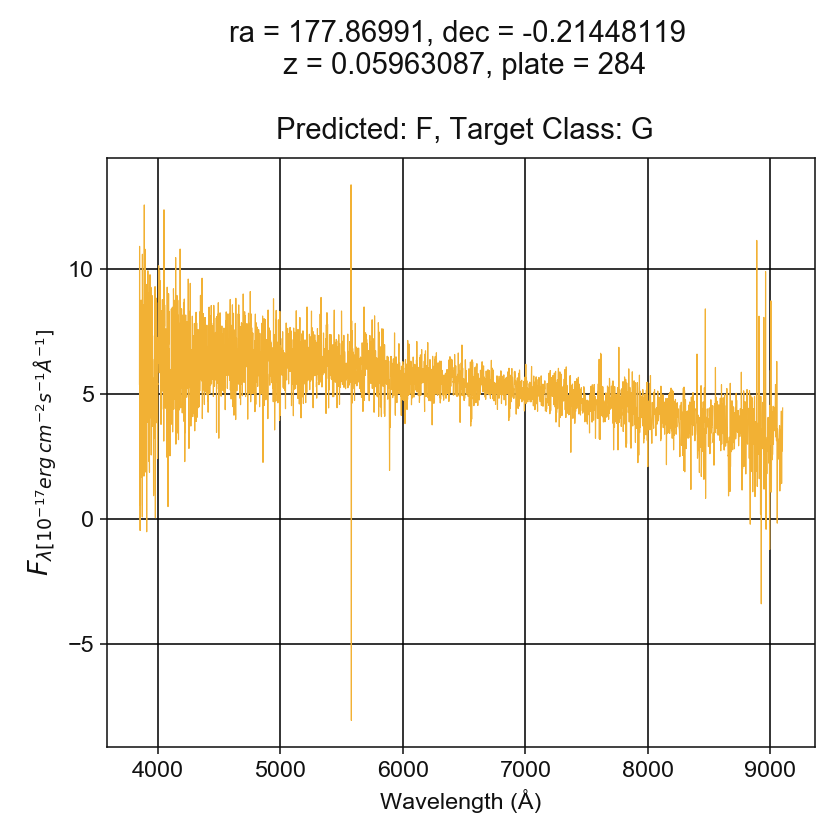 ra = 177.86991, dec = -0.21448119
z = 0.05963087, plate = 284
Predicted: F, Target Class: G
10
5
0
−5
F_{λ[10^{−17}erg cm^{−2}s^{−1}Å^{−1}]}
4000 5000 6000 7000 8000 9000
Wavelength (Å)